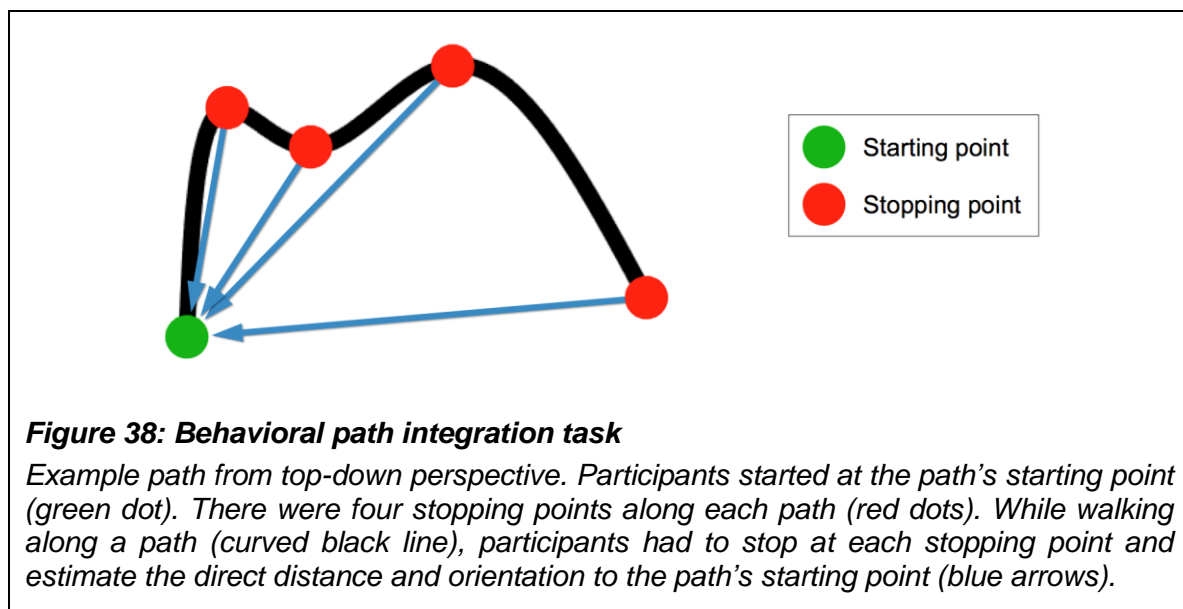 Starting point
Stopping point
Figure 38: Behavioral path integration task
Example path from top-down perspective. Participants started at the path's starting point
(green dot). There were four stopping points along each path (red dots). While walking
along a path (curved black line), participants had to stop at each stopping point and
estimate the direct distance and orientation to the path's starting point (blue arrows).